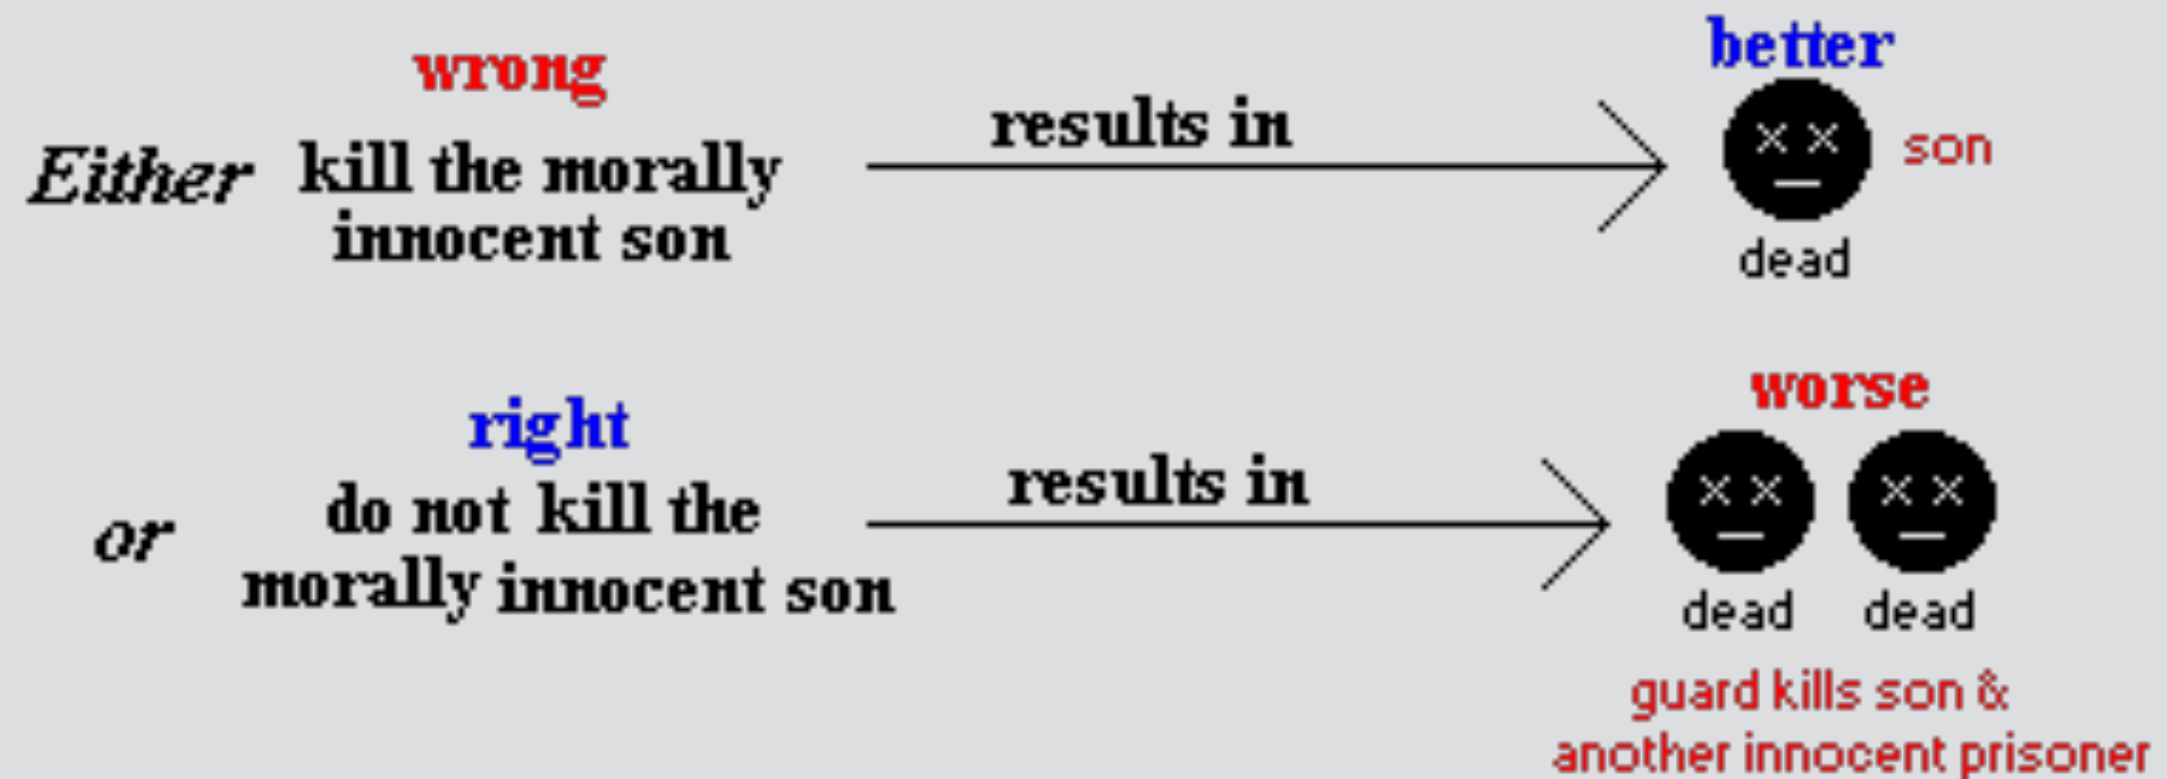 wrong
Either kill the morally
innocent son
results in
better
son
dead
right
or do not kill the
morally innocent son
results in
worse
dead dead
guard kills son &
another innocent prisoner